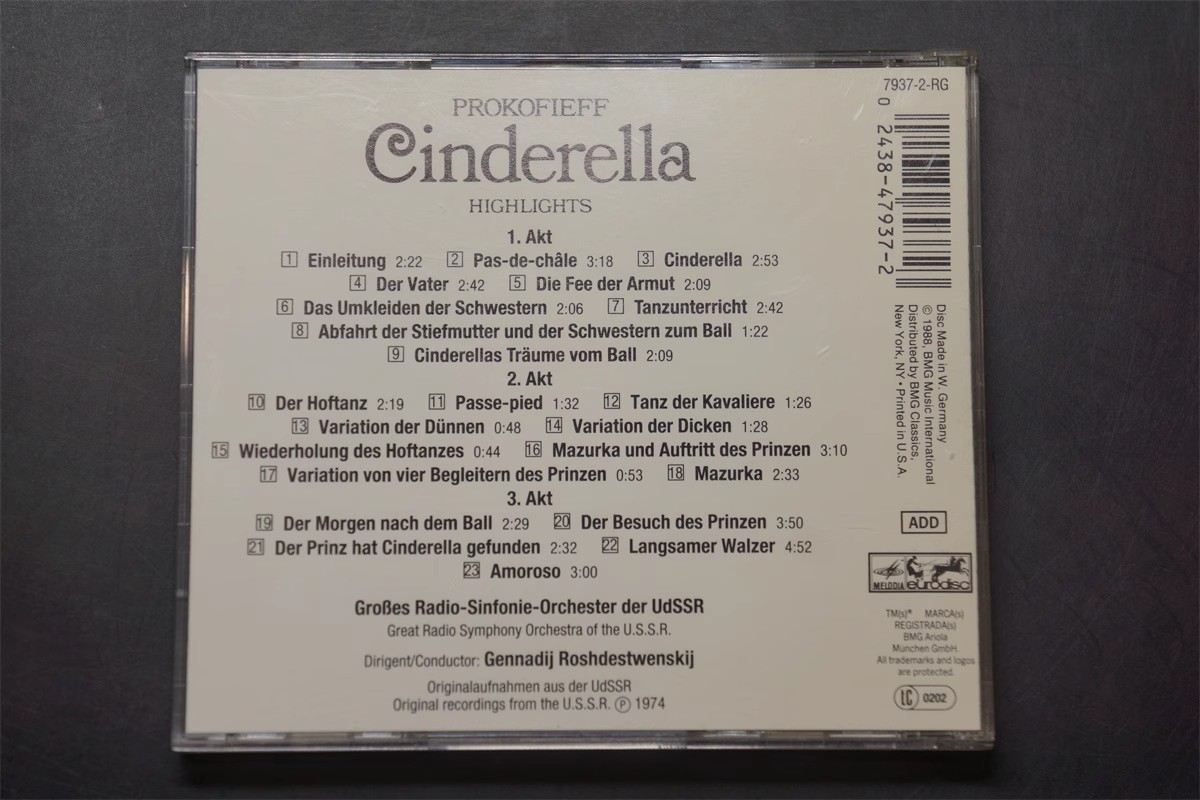 PROKOFIEFF
Cinderella
HIGHLIGHTS
1. Akt
1 Einleitung 2:22 2 Pas-de-châle 3:18 3 Cinderella 2:53
4 Der Vater 2:42 5 Die Fee der Armut 2:09
6 Das Umkleiden der Schwestern 2:06 7 Tanzunterricht 2:42
8 Abfahrt der Stiefmutter und der Schwestern zum Ball 1:22
9 Cinderellas Träume vom Ball 2:09
2. Akt
10 Der Hoftanz 2:19 11 Passe-pied 1:32 12 Tanz der Kavaliere 1:26
13 Variation der Dünnen 0:48 14 Variation der Dicken 1:28
15 Wiederholung des Hoftanzes 0:44 16 Mazurka und Auftritt des Prinzen 3:10
17 Variation von vier Begleitern des Prinzen 0:53 18 Mazurka 2:33
3. Akt
19 Der Morgen nach dem Ball 2:29 20 Der Besuch des Prinzen 3:50
21 Der Prinz hat Cinderella gefunden 2:32 22 Langsamer Walzer 4:52
23 Amoroso 3:00
Großes Radio-Sinfonie-Orchester der UdSSR
Great Radio Symphony Orchestra of the U.S.S.R.
Dirigent/Conductor: Gennadij Roshdestwenskij
Originalaufnahmen aus der UdSSR
Original recordings from the U.S.S.R. Ⓟ 1974
7937-2-RG
0 2438-47937-2
Disc Made in W. Germany
© 1988, BMG Music International
Distributed by BMG Classics,
New York, NY • Printed in U.S.A.
ADD
MELODIA eurodisc
TM(s)® MARCA(s)
REGISTRADA(s)
BMG Ariola
München GmbH.
All trademarks and logos
are protected.
LC 0202